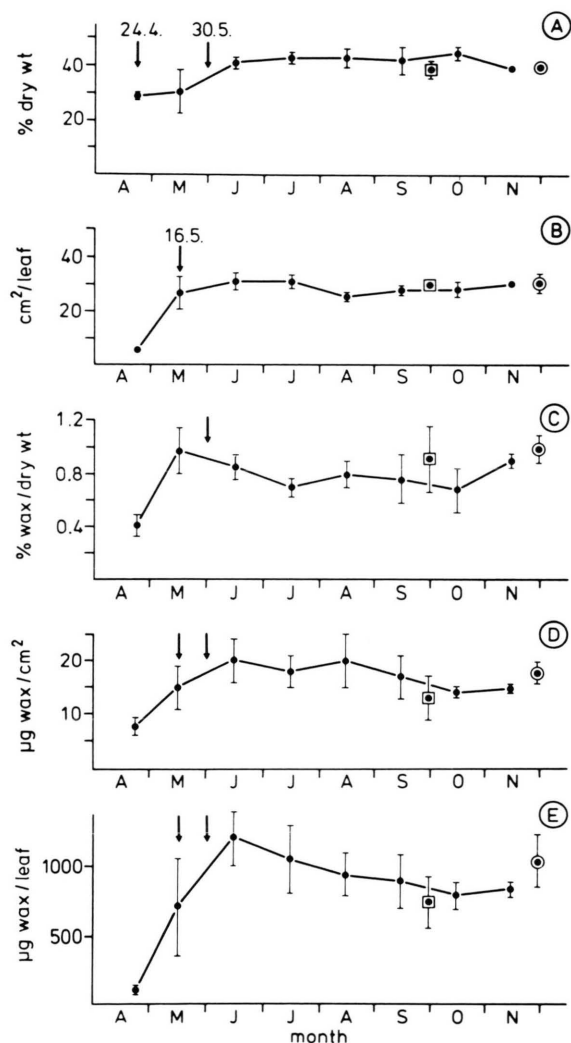 24.4. 30.5. A
% dry wt
40
20
A M J J A S O N
16.5. B
cm²/leaf
40
20
A M J J A S O N
C
% wax/dry wt
1.2
0.8
0.4
A M J J A S O N
D
µg wax/cm²
20
10
A M J J A S O N
E
µg wax/leaf
1000
500
A M J J A S O N
month